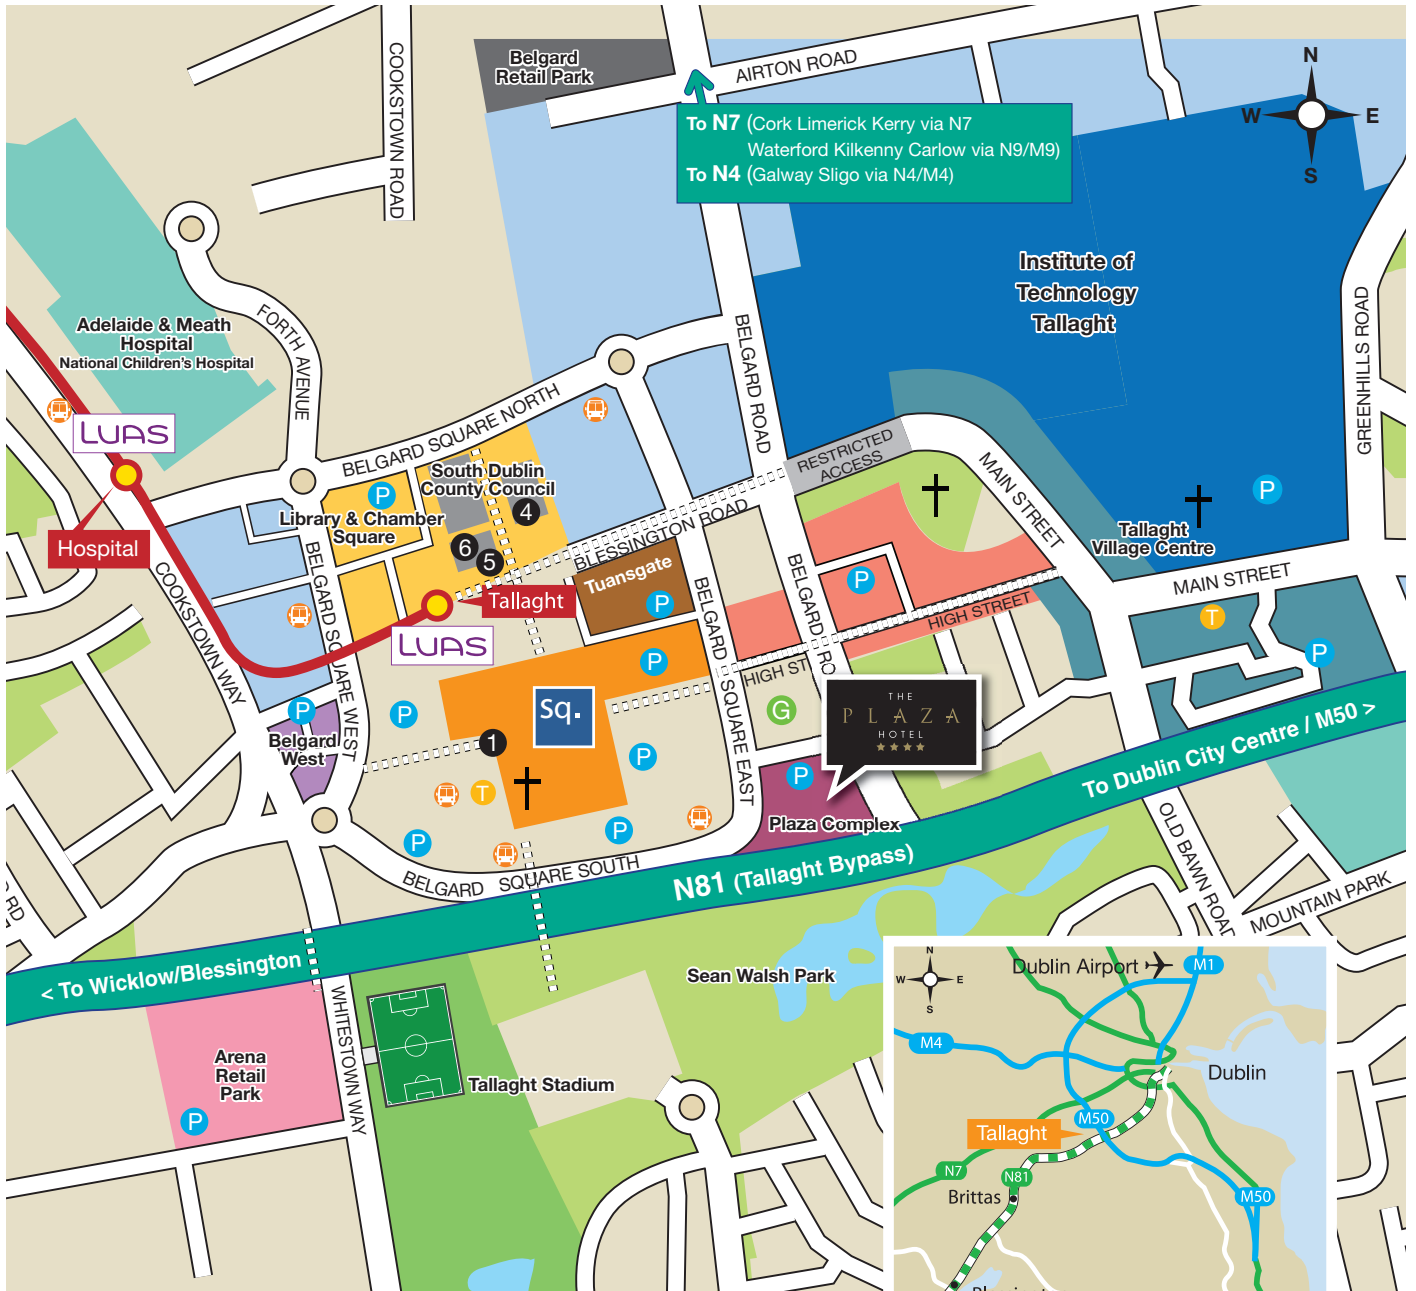 Belgard
Retail Park
AIRTON ROAD
COOKSTOWN ROAD
N
W
E
S
To N7 (Cork Limerick Kerry via N7
Waterford Kilkenny Carlow via N9/M9)
To N4 (Galway Sligo via N4/M4)
Institute of
Technology
Tallaght
GREENHILLS ROAD
Adelaide & Meath
Hospital
National Children's Hospital
FORTH AVENUE
BELGARD ROAD
LUAS
Hospital
BELGARD SQUARE NORTH
South Dublin
County Council
P
Library & Chamber
Square
4
6
5
RESTRICTED
ACCESS
MAIN STREET
P
Tallaght
Village Centre
MAIN STREET
BLESSINGTON ROAD
Tuansgate
P
Tallaght
LUAS
COOKSTOWN WAY
BELGARD SQUARE WEST
BELGARD SQUARE EAST
BELGARD RO
P
HIGH STREET
HIGH ST
T
P
P
P
P
Belgard
West
Sq.
1
P
T
P
P
G
THE
PLAZA
HOTEL
P
Plaza Complex
BELGARD SQUARE SOUTH
N81 (Tallaght Bypass)
To Dublin City Centre / M50 >
< To Wicklow/Blessington
OLD BAWN ROAD
MOUNTAIN PARK
RD
Sean Walsh Park
WHITESTOWN WAY
Arena
Retail
Park
P
Tallaght Stadium
N
W
E
S
Dublin Airport
M1
M4
Dublin
M50
Tallaght
N7
N81
Brittas
M50